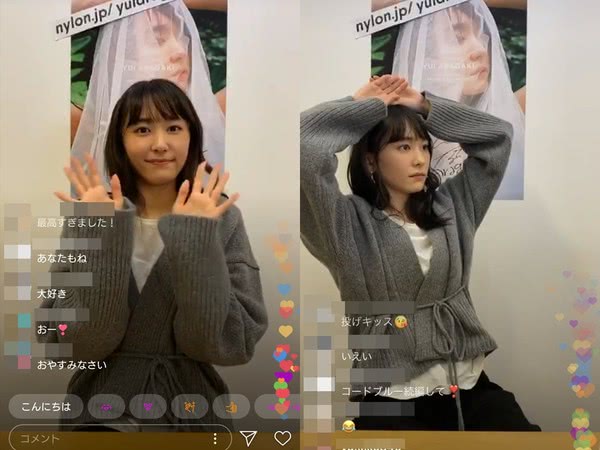 nylon.jp/ yui
最高すぎました！
あなたもね
大好き
おー❣
おやすみなさい
こんにちは
コメント
nylon.jp/ yui
投げキッス😘
いえい
コードブルー続編して❣
😂